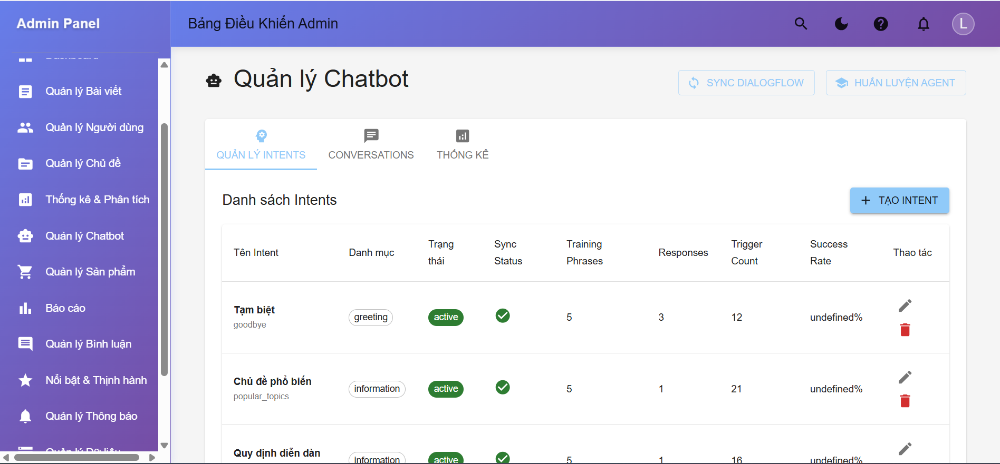 Admin Panel
Bảng Điều Khiển Admin
L
Dashboard
Quản lý Bài viết
Quản lý Người dùng
Quản lý Chủ đề
Thống kê & Phân tích
Quản lý Chatbot
Quản lý Sản phẩm
Báo cáo
Quản lý Bình luận
Nổi bật & Thịnh hành
Quản lý Thông báo
Quản lý Dữ liệu
Quản lý Chatbot
SYNC DIALOGFLOW
HUẤN LUYỆN AGENT
QUẢN LÝ INTENTS
CONVERSATIONS
THỐNG KÊ
Danh sách Intents
TẠO INTENT
Tên Intent
Danh mục
Trạng
thái
Sync
Status
Training
Phrases
Responses
Trigger
Count
Success
Rate
Thao tác
Tạm biệt
goodbye
greeting
active
5
3
12
undefined%
Chủ đề phổ biến
popular_topics
information
active
5
1
21
undefined%
Quy định diễn đàn
information
active
5
1
16
undefined%